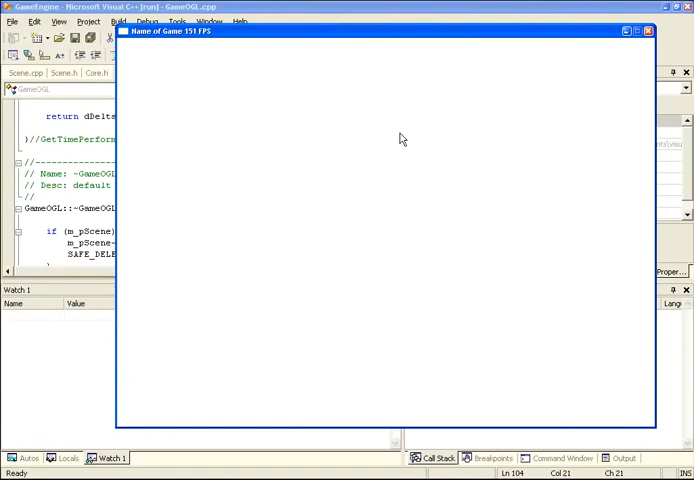 GameEngine - Microsoft Visual C++ [run] - GameOGL.cpp
File Edit View Project Build Debug Tools Window Help
Name of Game 151 FPS
Scene.cpp Scene.h Core.h
GameOGL
return dDelta
}//GetTimePerform
//---------------
// Name: ~GameOGL
// Desc: default
//
GameOGL::~GameOGL
if (m_pScene)
m_pScene-
SAFE_DELE
Proper...
Watch 1
Name Value
Lang
Autos Locals Watch 1
Call Stack Breakpoints Command Window Output
Ready Ln 104 Col 21 Ch 21 INS